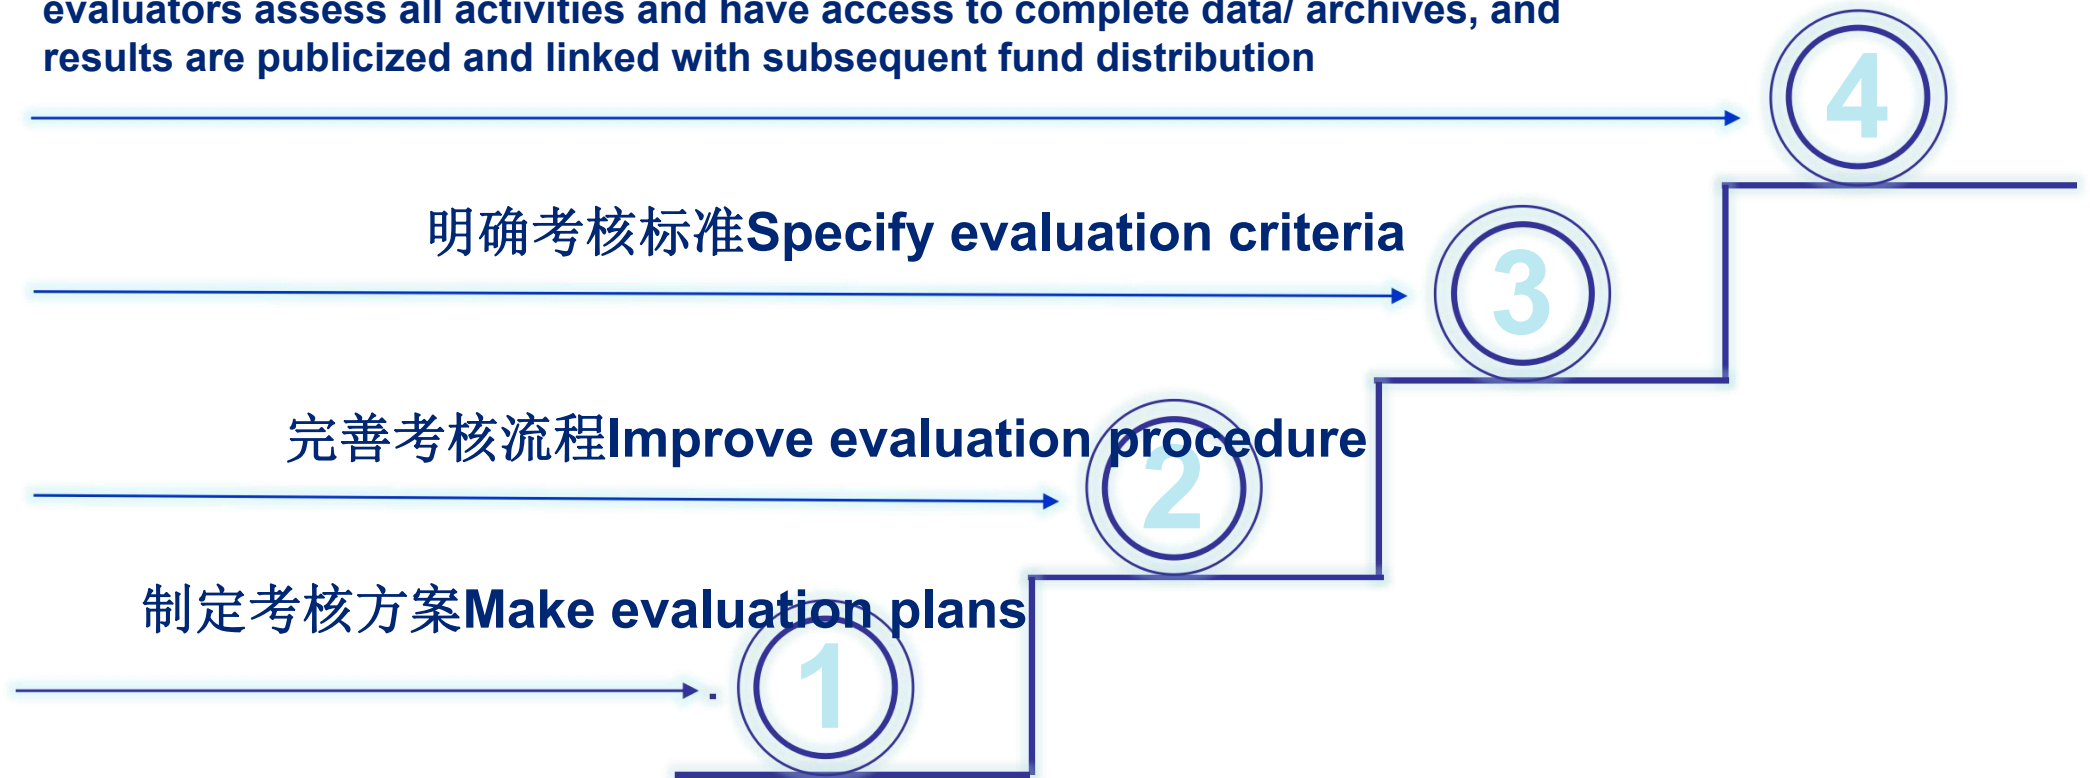 evaluators assess all activities and have access to complete data/ archives, and
results are publicized and linked with subsequent fund distribution
4
明确考核标准Specify evaluation criteria
3
完善考核流程Improve evaluation procedure
2
制定考核方案Make evaluation plans
.
1